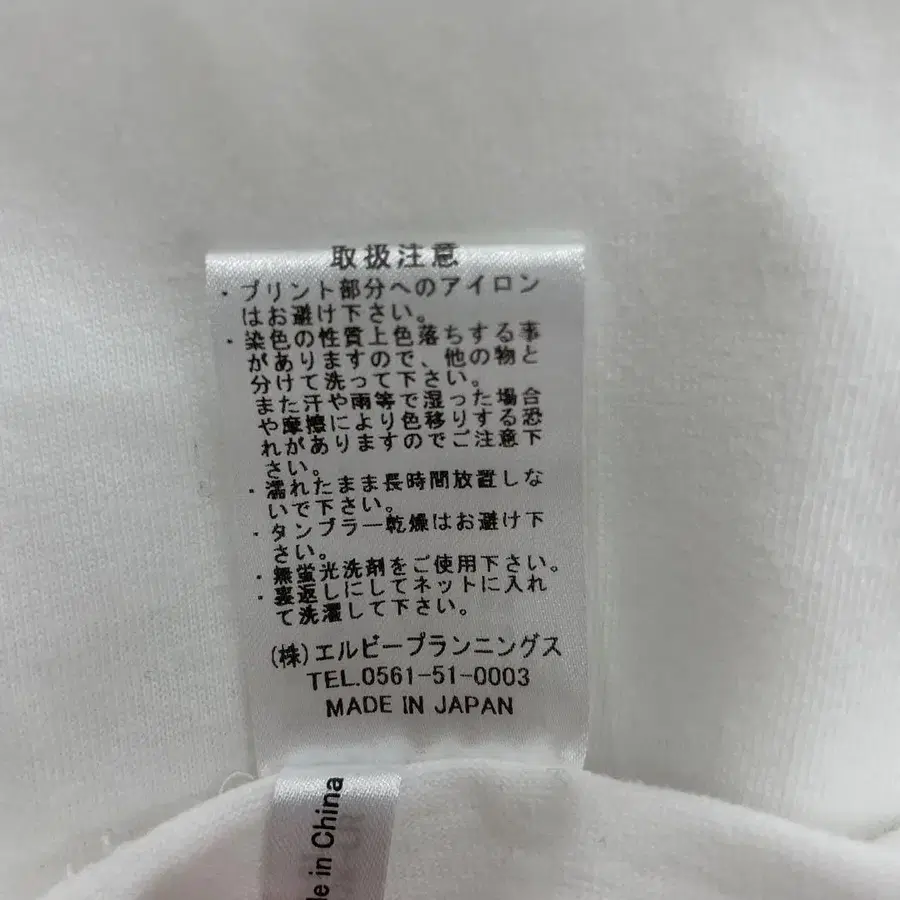 取扱注意
・プリント部分へのアイロン
はお避け下さい。
・染色の性質上色落ちする事
がありますので、他の物と
分けて洗って下さい。
また汗や雨等で湿った場合
や摩擦により色移りする恐
れがありますのでご注意下
さい。
・濡れたまま長時間放置しな
いで下さい。
・タンブラー乾燥はお避け下
さい。
・無蛍光洗剤をご使用下さい。
・裏返しにしてネットに入れ
て洗濯して下さい。
(株)エルビープランニングス
TEL.0561-51-0003
MADE IN JAPAN
in China